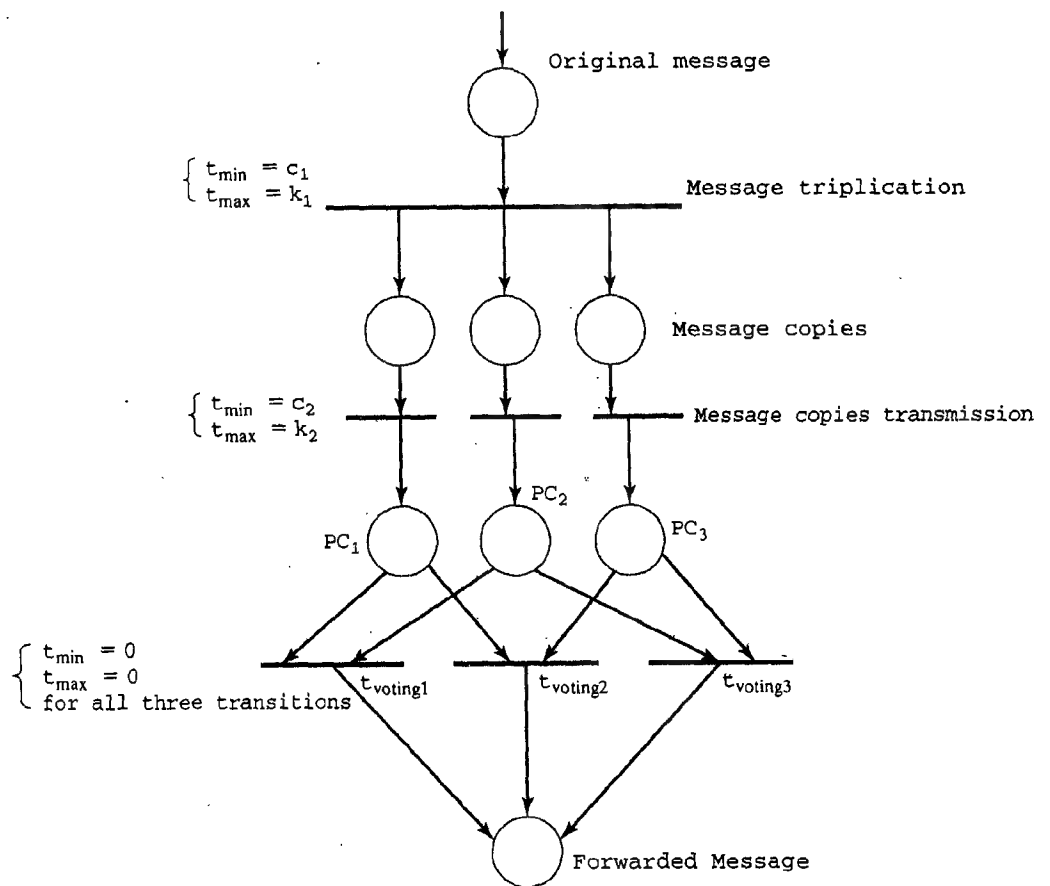 Original message
t_min = c_1
t_max = k_1
Message triplication
Message copies
t_min = c_2
t_max = k_2
Message copies transmission
PC_1
PC_2
PC_3
t_min = 0
t_max = 0
for all three transitions
t_voting1
t_voting2
t_voting3
Forwarded Message